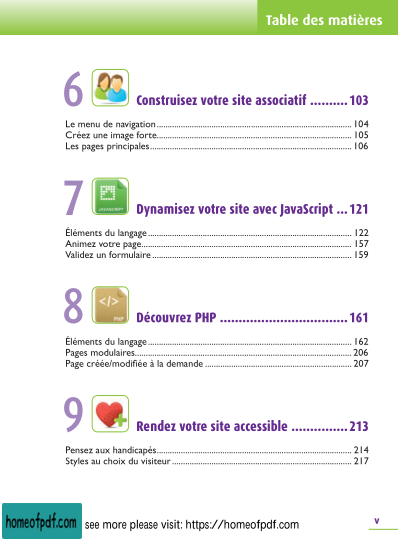 Table des matières
6 Construisez votre site associatif .......... 103
Le menu de navigation ........ 104
Créez une image forte ........ 105
Les pages principales ........ 106
7 JAVASCRIPT Dynamisez votre site avec JavaScript ... 121
Éléments du langage ........ 122
Animez votre page ........ 157
Validez un formulaire ........ 159
8 </> PHP Découvrez PHP .................................. 161
Éléments du langage ........ 162
Pages modulaires ........ 206
Page créée/modifiée à la demande ........ 207
9 Rendez votre site accessible ............... 213
Pensez aux handicapés ........ 214
Styles au choix du visiteur ........ 217
v
homeofpdf.com see more please visit: https://homeofpdf.com